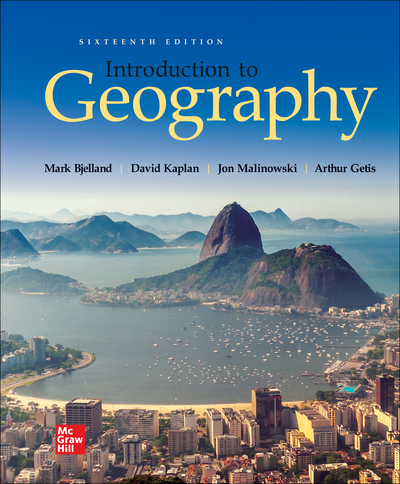 SIXTEENTH EDITION
Introduction to
Geography
Mark Bjelland | David Kaplan | Jon Malinowski | Arthur Getis
Mc
Graw
Hill